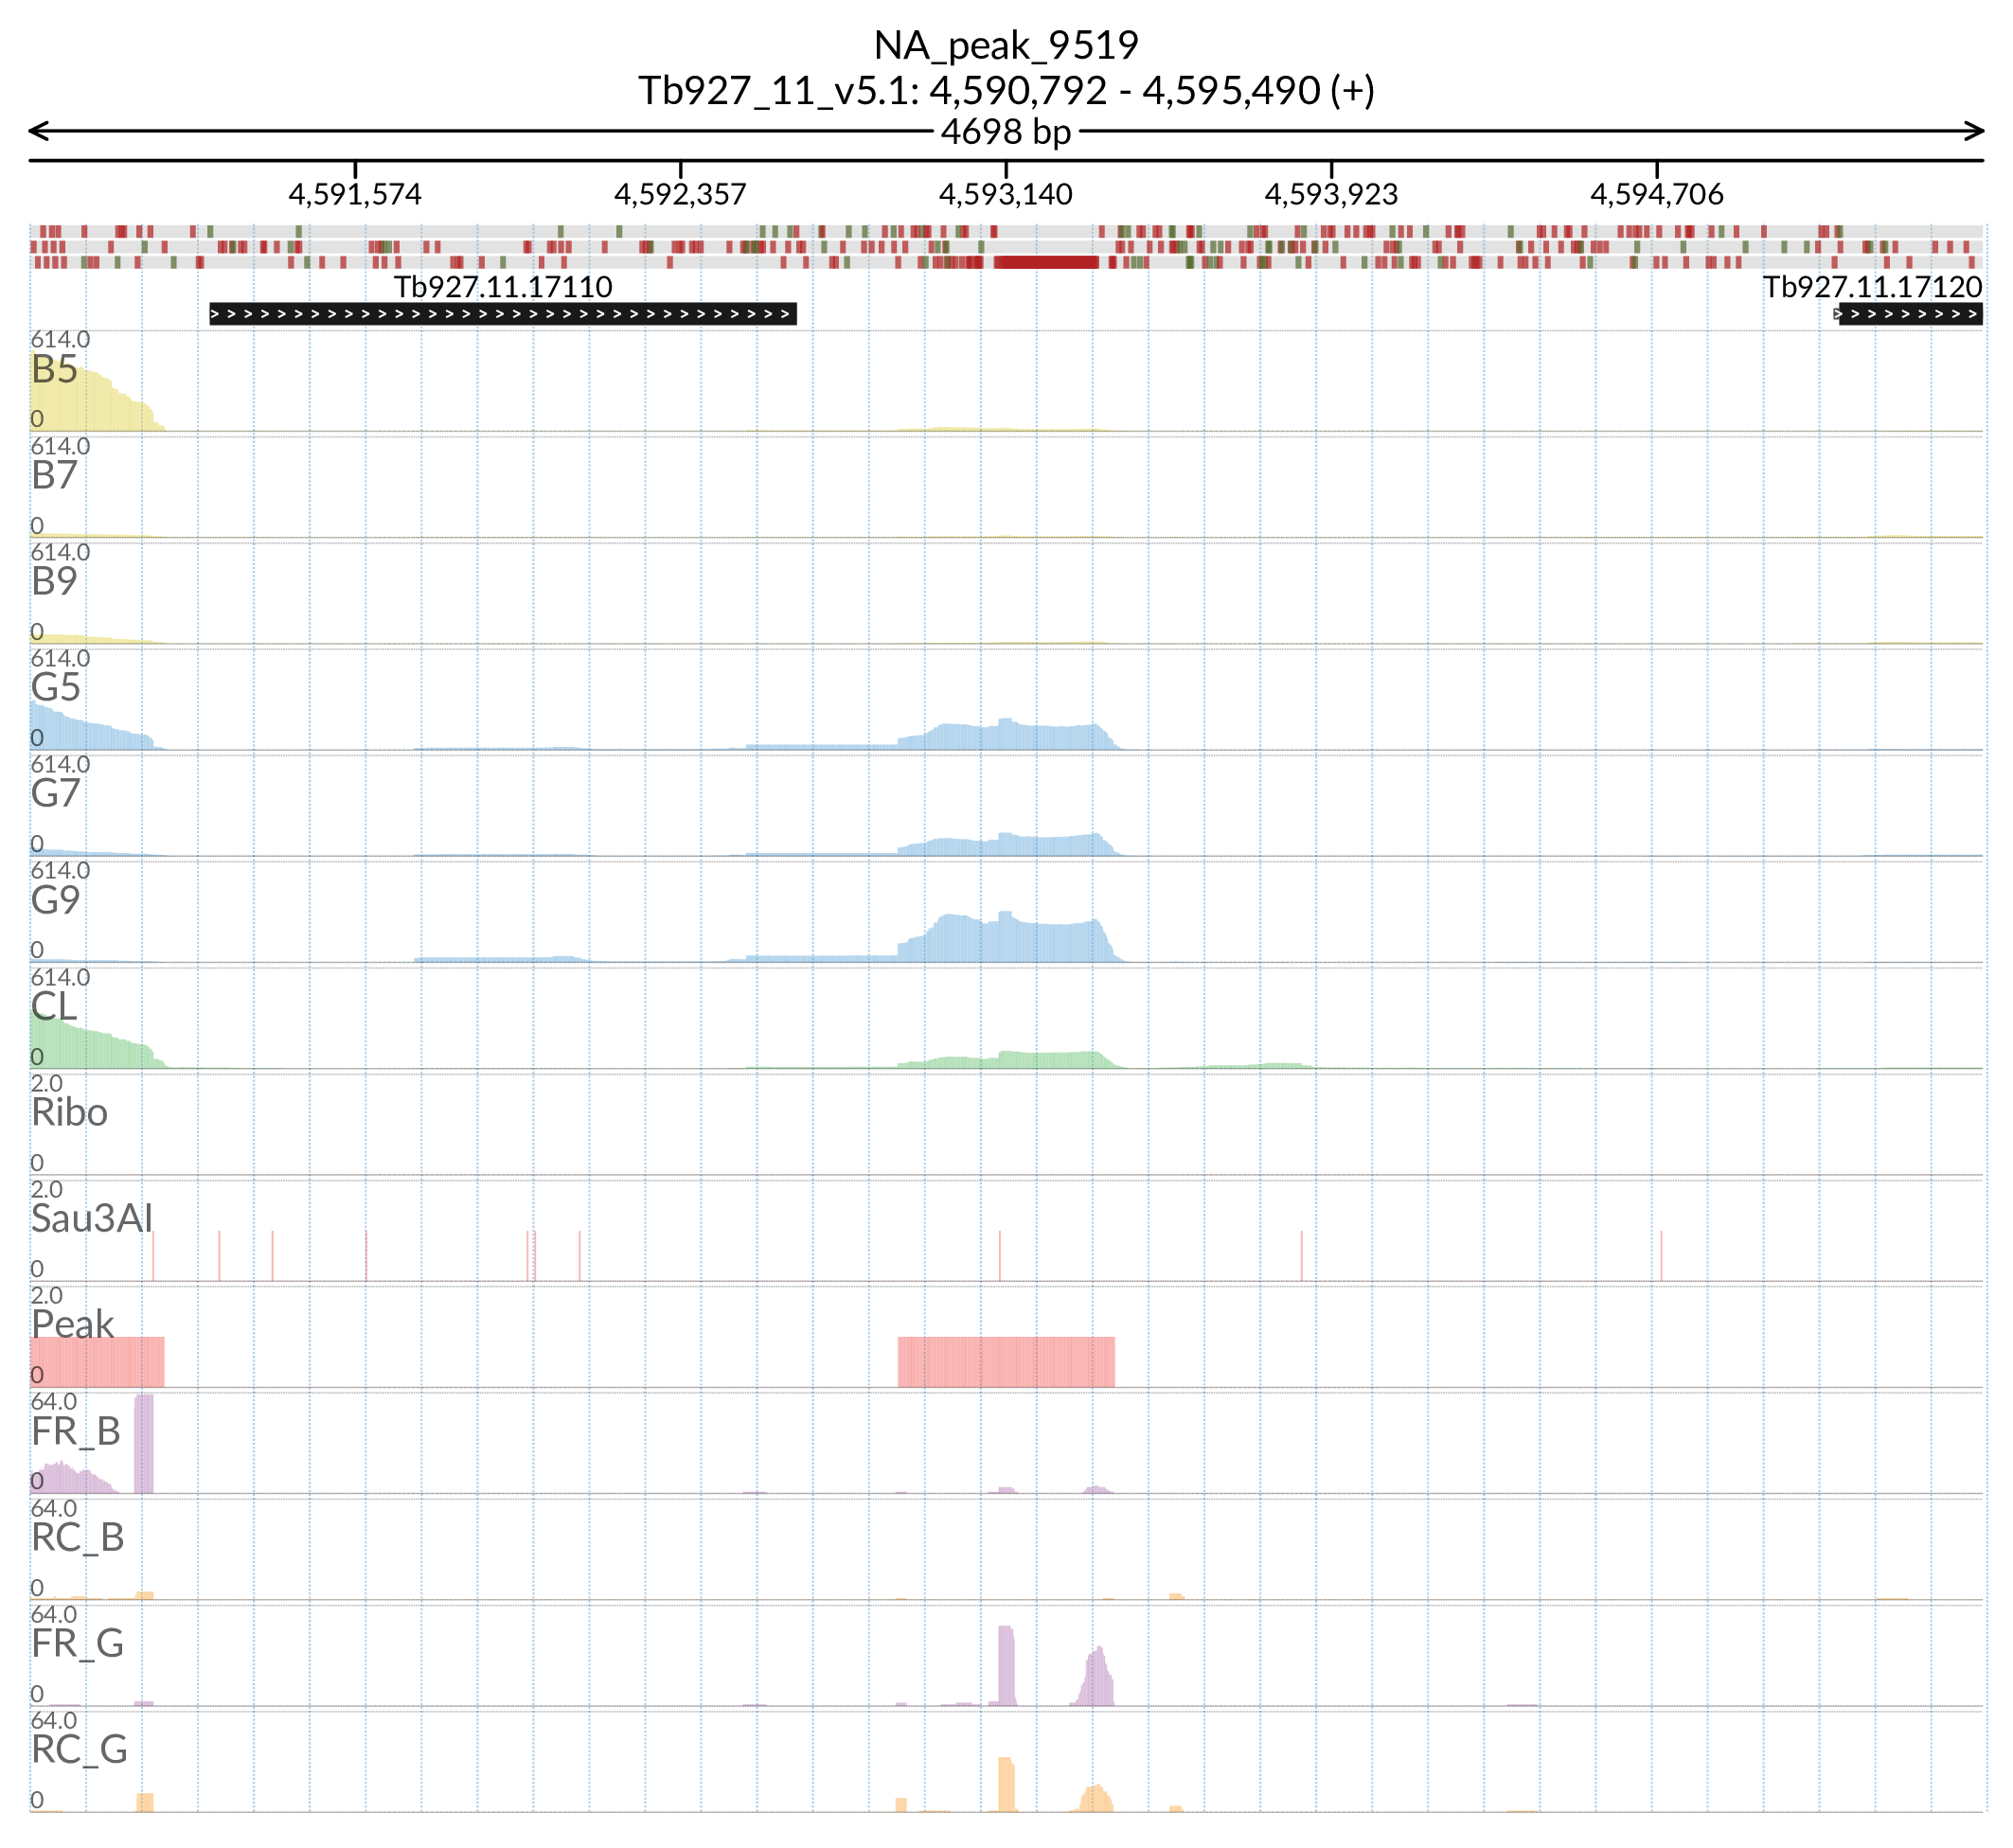 NA_peak_9519
Tb927_11_v5.1: 4,590,792 - 4,595,490 (+)
4698 bp
4,591,574 4,592,357 4,593,140 4,593,923 4,594,706
Tb927.11.17110 Tb927.11.17120
614.0
B5
0
614.0
B7
0
614.0
B9
0
614.0
G5
0
614.0
G7
0
614.0
G9
0
614.0
CL
0
2.0
Ribo
0
2.0
Sau3AI
0
2.0
Peak
0
64.0
FR_B
0
64.0
RC_B
0
64.0
FR_G
0
64.0
RC_G
0